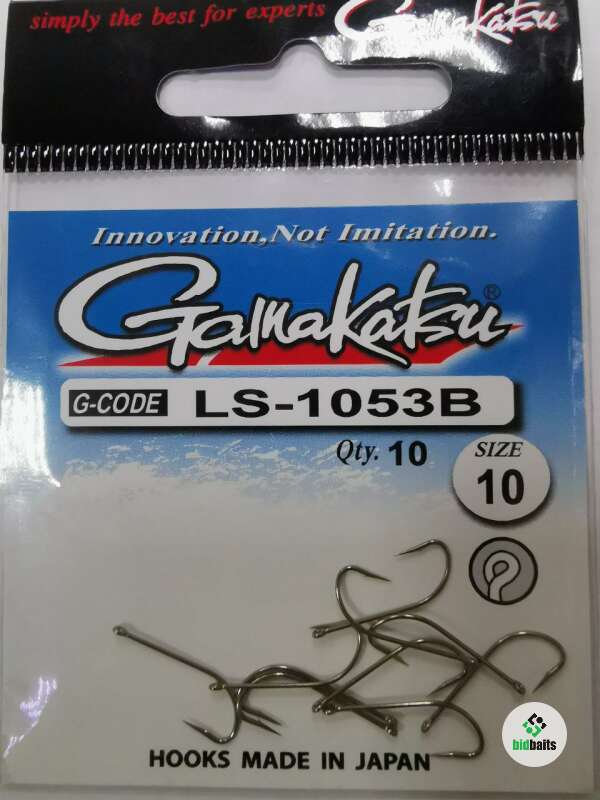 simply the best for experts
Gamakatsu
Innovation, Not Imitation.
Gamakatsu®
G-CODE LS-1053B
Qty. 10
SIZE
10
bidbaits
HOOKS MADE IN JAPAN